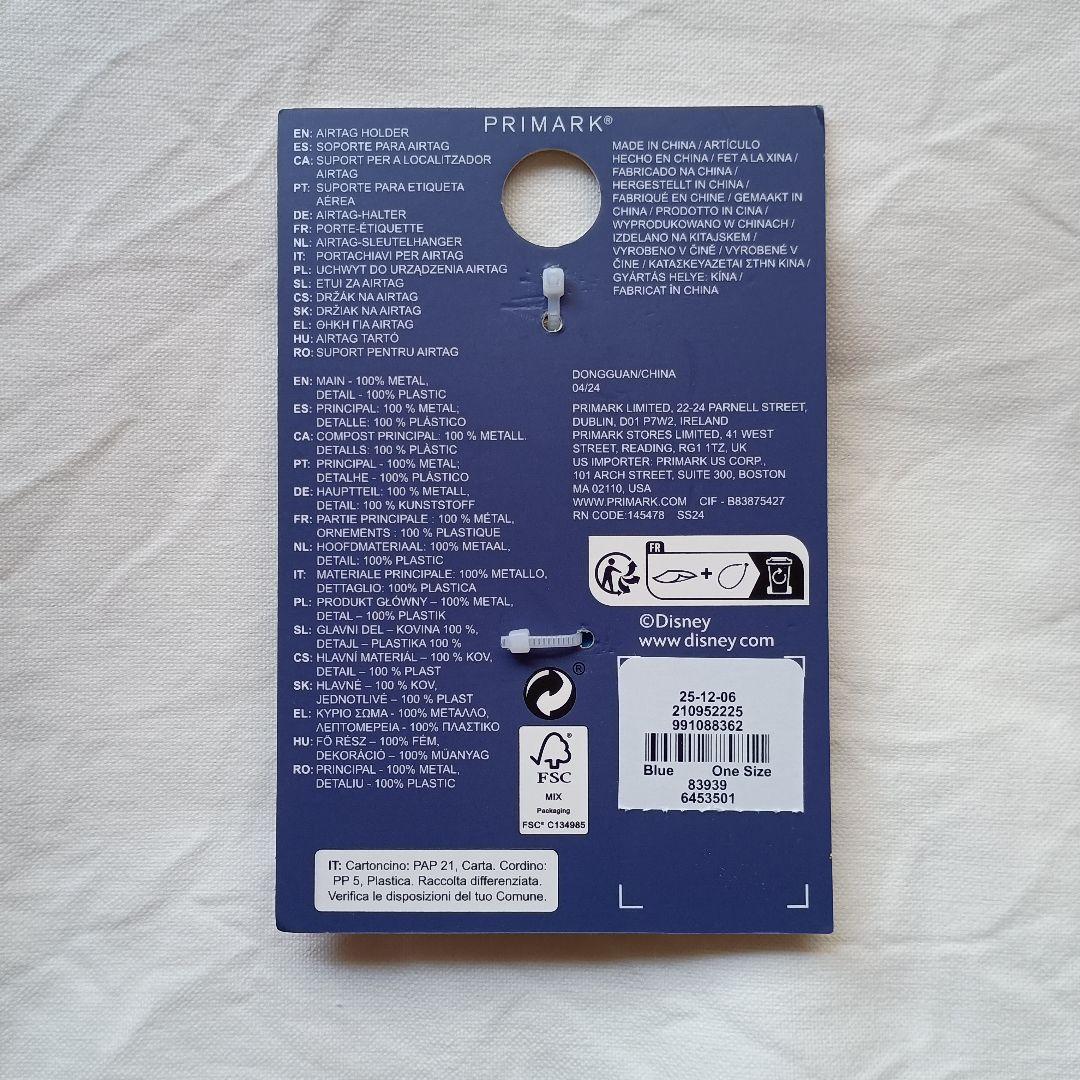 PRIMARK®
EN: AIRTAG HOLDER
ES: SOPORTE PARA AIRTAG
CA: SUPORT PER A LOCALITZADOR
AIRTAG
PT: SUPORTE PARA ETIQUETA
AÉREA
DE: AIRTAG-HALTER
FR: PORTE-ÉTIQUETTE
NL: AIRTAG-SLEUTELHANGER
IT: PORTACHIAVI PER AIRTAG
PL: UCHWYT DO URZĄDZENIA AIRTAG
SL: ETUI ZA AIRTAG
CS: DRŽÁK NA AIRTAG
SK: DRŽIAK NA AIRTAG
EL: ΘΗΚΗ ΓΙΑ AIRTAG
HU: AIRTAG TARTÓ
RO: SUPORT PENTRU AIRTAG
MADE IN CHINA / ARTÍCULO
HECHO EN CHINA / FET A LA XINA /
FABRICADO NA CHINA /
HERGESTELLT IN CHINA /
FABRIQUÉ EN CHINE / GEMAAKT IN
CHINA / PRODOTTO IN CINA /
WYPRODUKOWANO W CHINACH /
IZDELANO NA KITAJSKEM /
VYROBENO V ČÍNĚ / VYROBENÉ V
ČÍNE / ΚΑΤΑΣΚΕΥΑΖΕΤΑΙ ΣΤΗΝ ΚΙΝΑ /
GYÁRTÁS HELYE: KÍNA /
FABRICAT ÎN CHINA
EN: MAIN - 100% METAL,
DETAIL - 100% PLASTIC
ES: PRINCIPAL: 100 % METAL;
DETALLE: 100 % PLÁSTICO
CA: COMPOST PRINCIPAL: 100 % METALL.
DETALLS: 100 % PLÀSTIC
PT: PRINCIPAL - 100% METAL;
DETALHE - 100% PLÁSTICO
DE: HAUPTTEIL: 100 % METALL,
DETAIL: 100 % KUNSTSTOFF
FR: PARTIE PRINCIPALE : 100 % MÉTAL,
ORNEMENTS : 100 % PLASTIQUE
NL: HOOFDMATERIAAL: 100% METAAL,
DETAIL: 100% PLASTIC
IT: MATERIALE PRINCIPALE: 100% METALLO,
DETTAGLIO: 100% PLASTICA
PL: PRODUKT GŁÓWNY – 100% METAL,
DETAL – 100% PLASTIK
SL: GLAVNI DEL – KOVINA 100 %,
DETAJL – PLASTIKA 100 %
CS: HLAVNÍ MATERIÁL – 100 % KOV,
DETAIL – 100 % PLAST
SK: HLAVNÉ – 100 % KOV,
JEDNOTLIVÉ – 100 % PLAST
EL: ΚΥΡΙΟ ΣΩΜΑ - 100% ΜΕΤΑΛΛΟ,
ΛΕΠΤΟΜΕΡΕΙΑ - 100% ΠΛΑΣΤΙΚΟ
HU: FŐ RÉSZ – 100% FÉM,
DEKORÁCIÓ – 100% MŰANYAG
RO: PRINCIPAL - 100% METAL,
DETALIU - 100% PLASTIC
DONGGUAN/CHINA
04/24
PRIMARK LIMITED, 22-24 PARNELL STREET,
DUBLIN, D01 P7W2, IRELAND
PRIMARK STORES LIMITED, 41 WEST
STREET, READING, RG1 1TZ, UK
US IMPORTER: PRIMARK US CORP.,
101 ARCH STREET, SUITE 300, BOSTON
MA 02110, USA
WWW.PRIMARK.COM CIF - B83875427
RN CODE:145478 SS24
FR
+
©Disney
www.disney.com
®
FSC
MIX
Packaging
FSC® C134985
25-12-06
210952225
991088362
Blue One Size
83939
6453501
IT: Cartoncino: PAP 21, Carta. Cordino:
PP 5, Plastica. Raccolta differenziata.
Verifica le disposizioni del tuo Comune.